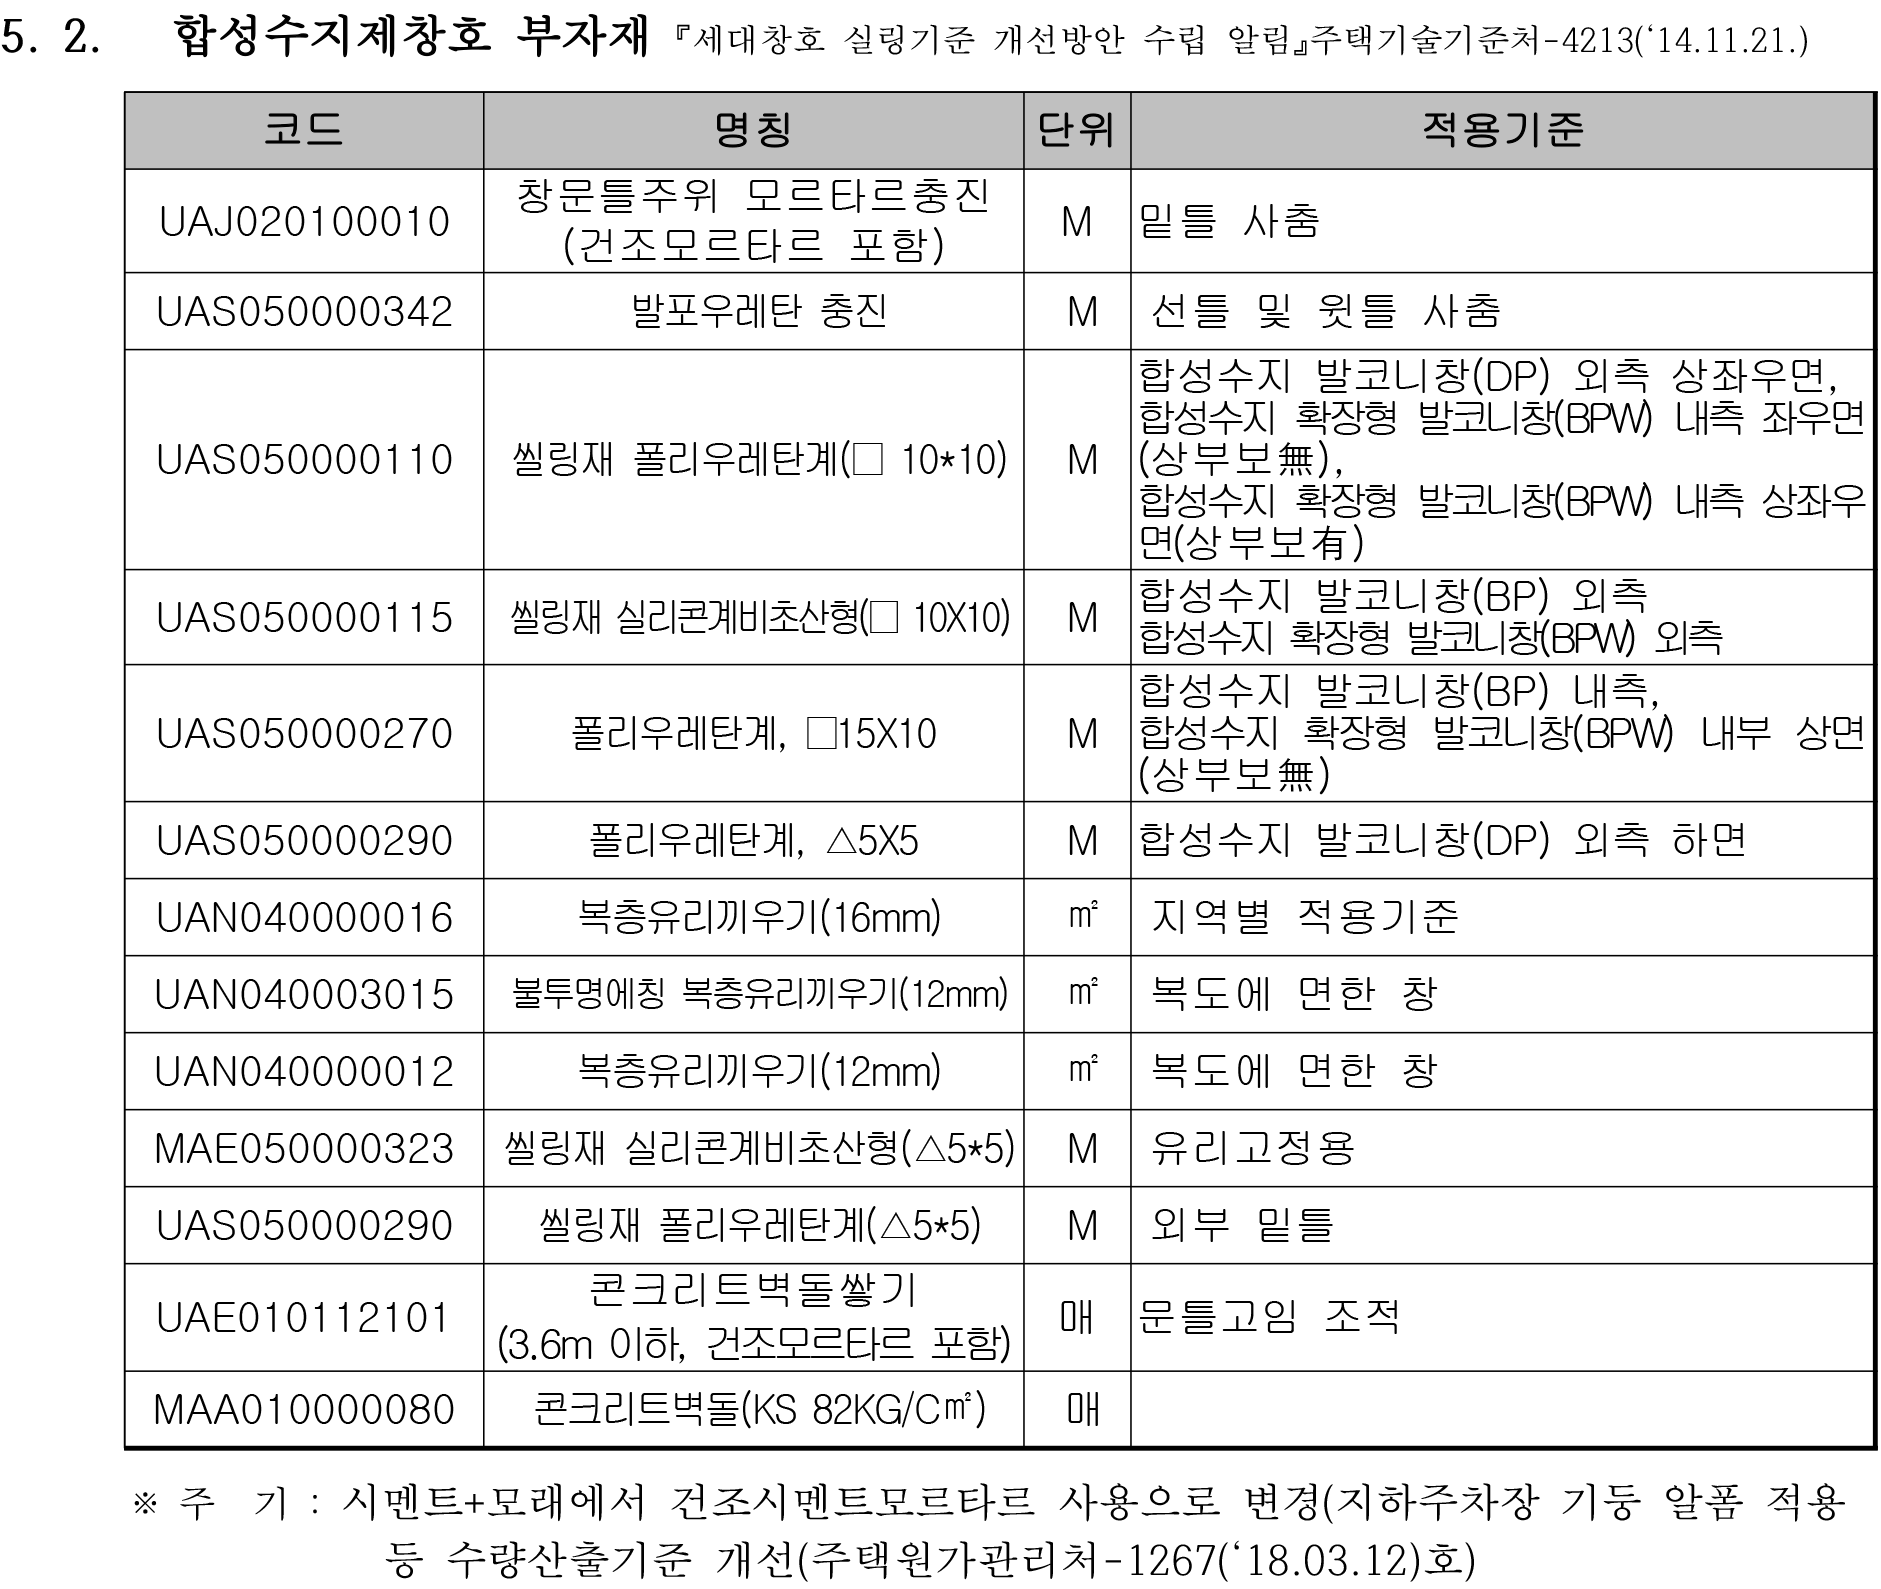 5. 2. 합성수지제창호 부자재 『세대창호 실링기준 개선방안 수립 알림』주택기술기준처-4213(‘14.11.21.)
코드 명칭 단위 적용기준
UAJ020100010 창문틀주위 모르타르충진 M 밑틀 사춤
(건조모르타르 포함)
UAS050000342 발포우레탄 충진 M 선틀 및 윗틀 사춤
UAS050000110 씰링재 폴리우레탄계(□ 10*10) M 합성수지 발코니창(DP) 외측 상좌우면,
합성수지 확장형 발코니창(BPW) 내측 좌우면
(상부보無),
합성수지 확장형 발코니창(BPW) 내측 상좌우
면(상부보有)
UAS050000115 씰링재 실리콘계비초산형(□ 10X10) M 합성수지 발코니창(BP) 외측
합성수지 확장형 발코니창(BPW) 외측
UAS050000270 폴리우레탄계, □15X10 M 합성수지 발코니창(BP) 내측,
합성수지 확장형 발코니창(BPW) 내부 상면
(상부보無)
UAS050000290 폴리우레탄계, △5X5 M 합성수지 발코니창(DP) 외측 하면
UAN040000016 복층유리끼우기(16mm) ㎡ 지역별 적용기준
UAN040003015 불투명에칭 복층유리끼우기(12mm) ㎡ 복도에 면한 창
UAN040000012 복층유리끼우기(12mm) ㎡ 복도에 면한 창
MAE050000323 씰링재 실리콘계비초산형(△5*5) M 유리고정용
UAS050000290 씰링재 폴리우레탄계(△5*5) M 외부 밑틀
UAE010112101 콘크리트벽돌쌓기 매 문틀고임 조적
(3.6m 이하, 건조모르타르 포함)
MAA010000080 콘크리트벽돌(KS 82KG/C㎡) 매
※ 주 기 : 시멘트+모래에서 건조시멘트모르타르 사용으로 변경(지하주차장 기둥 알폼 적용
등 수량산출기준 개선(주택원가관리처-1267(‘18.03.12)호)